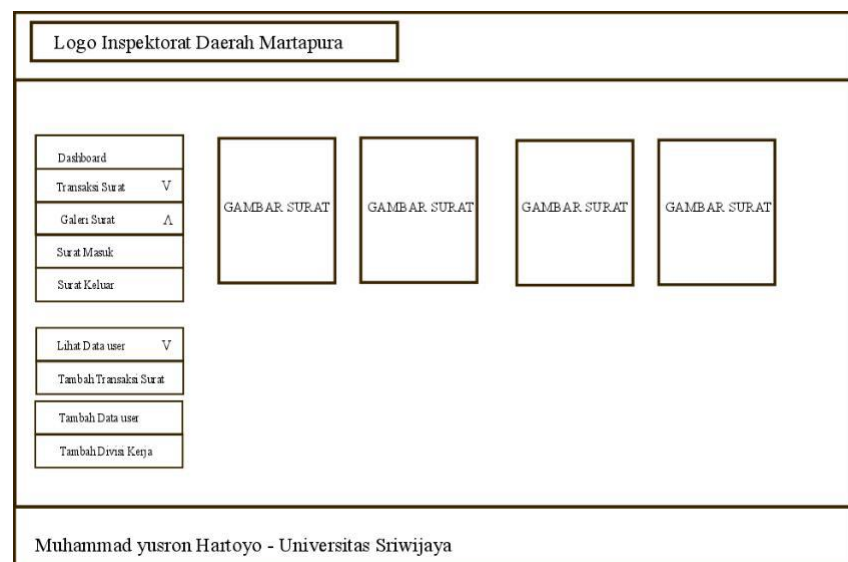 Logo Inspektorat Daerah Martapura
Dashboard
Transaksi Surat V
Galeri Surat Λ
Surat Masuk
Surat Keluar
Lihat Data user V
Tambah Transaksi Surat
Tambah Data user
Tambah Divisi Kerja
GAMBAR SURAT
GAMBAR SURAT
GAMBAR SURAT
GAMBAR SURAT
Muhammad yusron Hartoyo - Universitas Sriwijaya